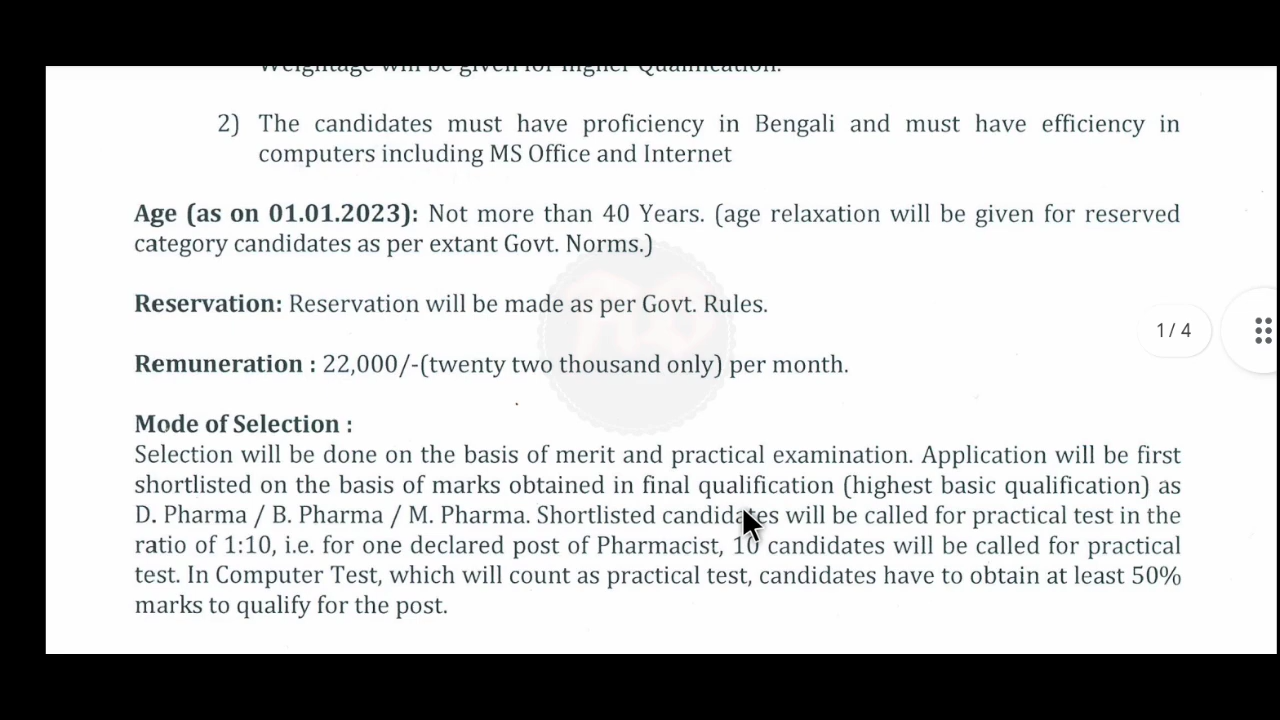 Weightage will be given for higher Qualification.
2) The candidates must have proficiency in Bengali and must have efficiency in
computers including MS Office and Internet
Age (as on 01.01.2023): Not more than 40 Years. (age relaxation will be given for reserved
category candidates as per extant Govt. Norms.)
Reservation: Reservation will be made as per Govt. Rules.
1 / 4
Remuneration : 22,000/-(twenty two thousand only) per month.
Mode of Selection :
Selection will be done on the basis of merit and practical examination. Application will be first
shortlisted on the basis of marks obtained in final qualification (highest basic qualification) as
D. Pharma / B. Pharma / M. Pharma. Shortlisted candidates will be called for practical test in the
ratio of 1:10, i.e. for one declared post of Pharmacist, 10 candidates will be called for practical
test. In Computer Test, which will count as practical test, candidates have to obtain at least 50%
marks to qualify for the post.